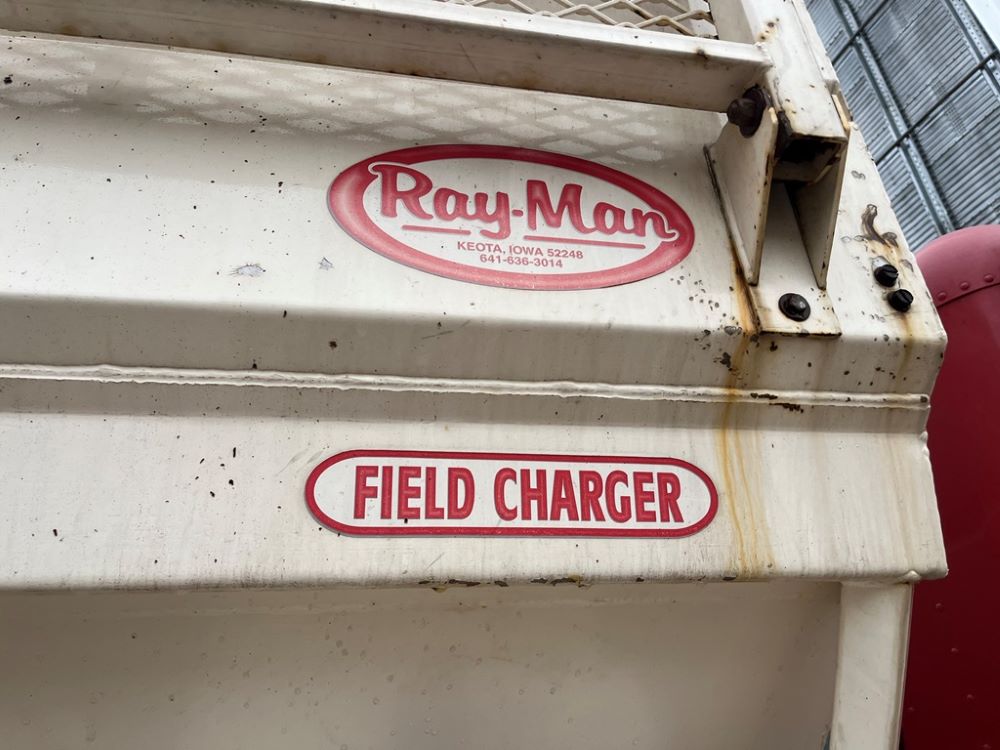 Ray-Man
KEOTA, IOWA 52248
641-636-3014
FIELD CHARGER